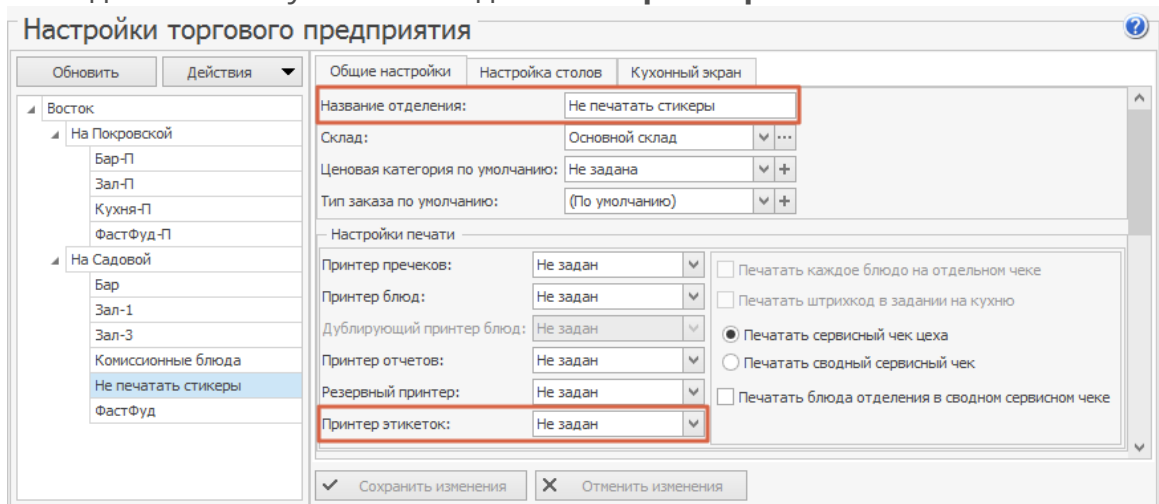 Настройки торгового предприятия
Обновить Действия
Восток
На Покровской
Бар-П
Зал-П
Кухня-П
ФастФуд-П
На Садовой
Бар
Зал-1
Зал-3
Комиссионные блюда
Не печатать стикеры
ФастФуд
Общие настройки Настройка столов Кухонный экран
Название отделения: Не печатать стикеры
Склад: Основной склад
Ценовая категория по умолчанию: Не задана
Тип заказа по умолчанию: (По умолчанию)
Настройки печати
Принтер пречеков: Не задан
Принтер блюд: Не задан
Дублирующий принтер блюд: Не задан
Принтер отчетов: Не задан
Резервный принтер: Не задан
Принтер этикеток: Не задан
Печатать каждое блюдо на отдельном чеке
Печатать штрихкод в задании на кухню
Печатать сервисный чек цеха
Печатать сводный сервисный чек
Печатать блюда отделения в сводном сервисном чеке
Сохранить изменения Отменить изменения